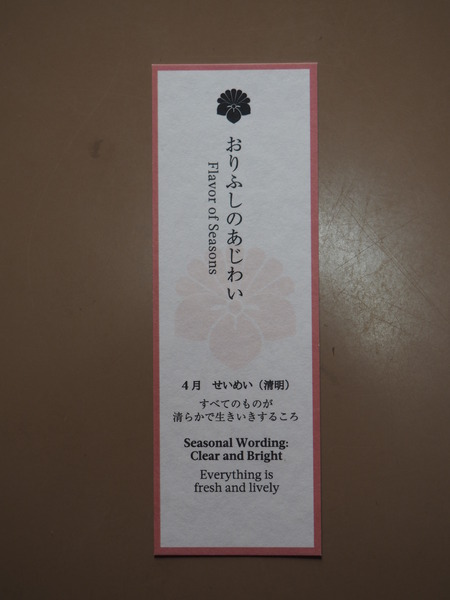 おりふしのあじわい
Flavor of Seasons
4月　せいめい（清明）
すべてのものが
清らかで生きいきするころ
Seasonal Wording:
Clear and Bright
Everything is
fresh and lively